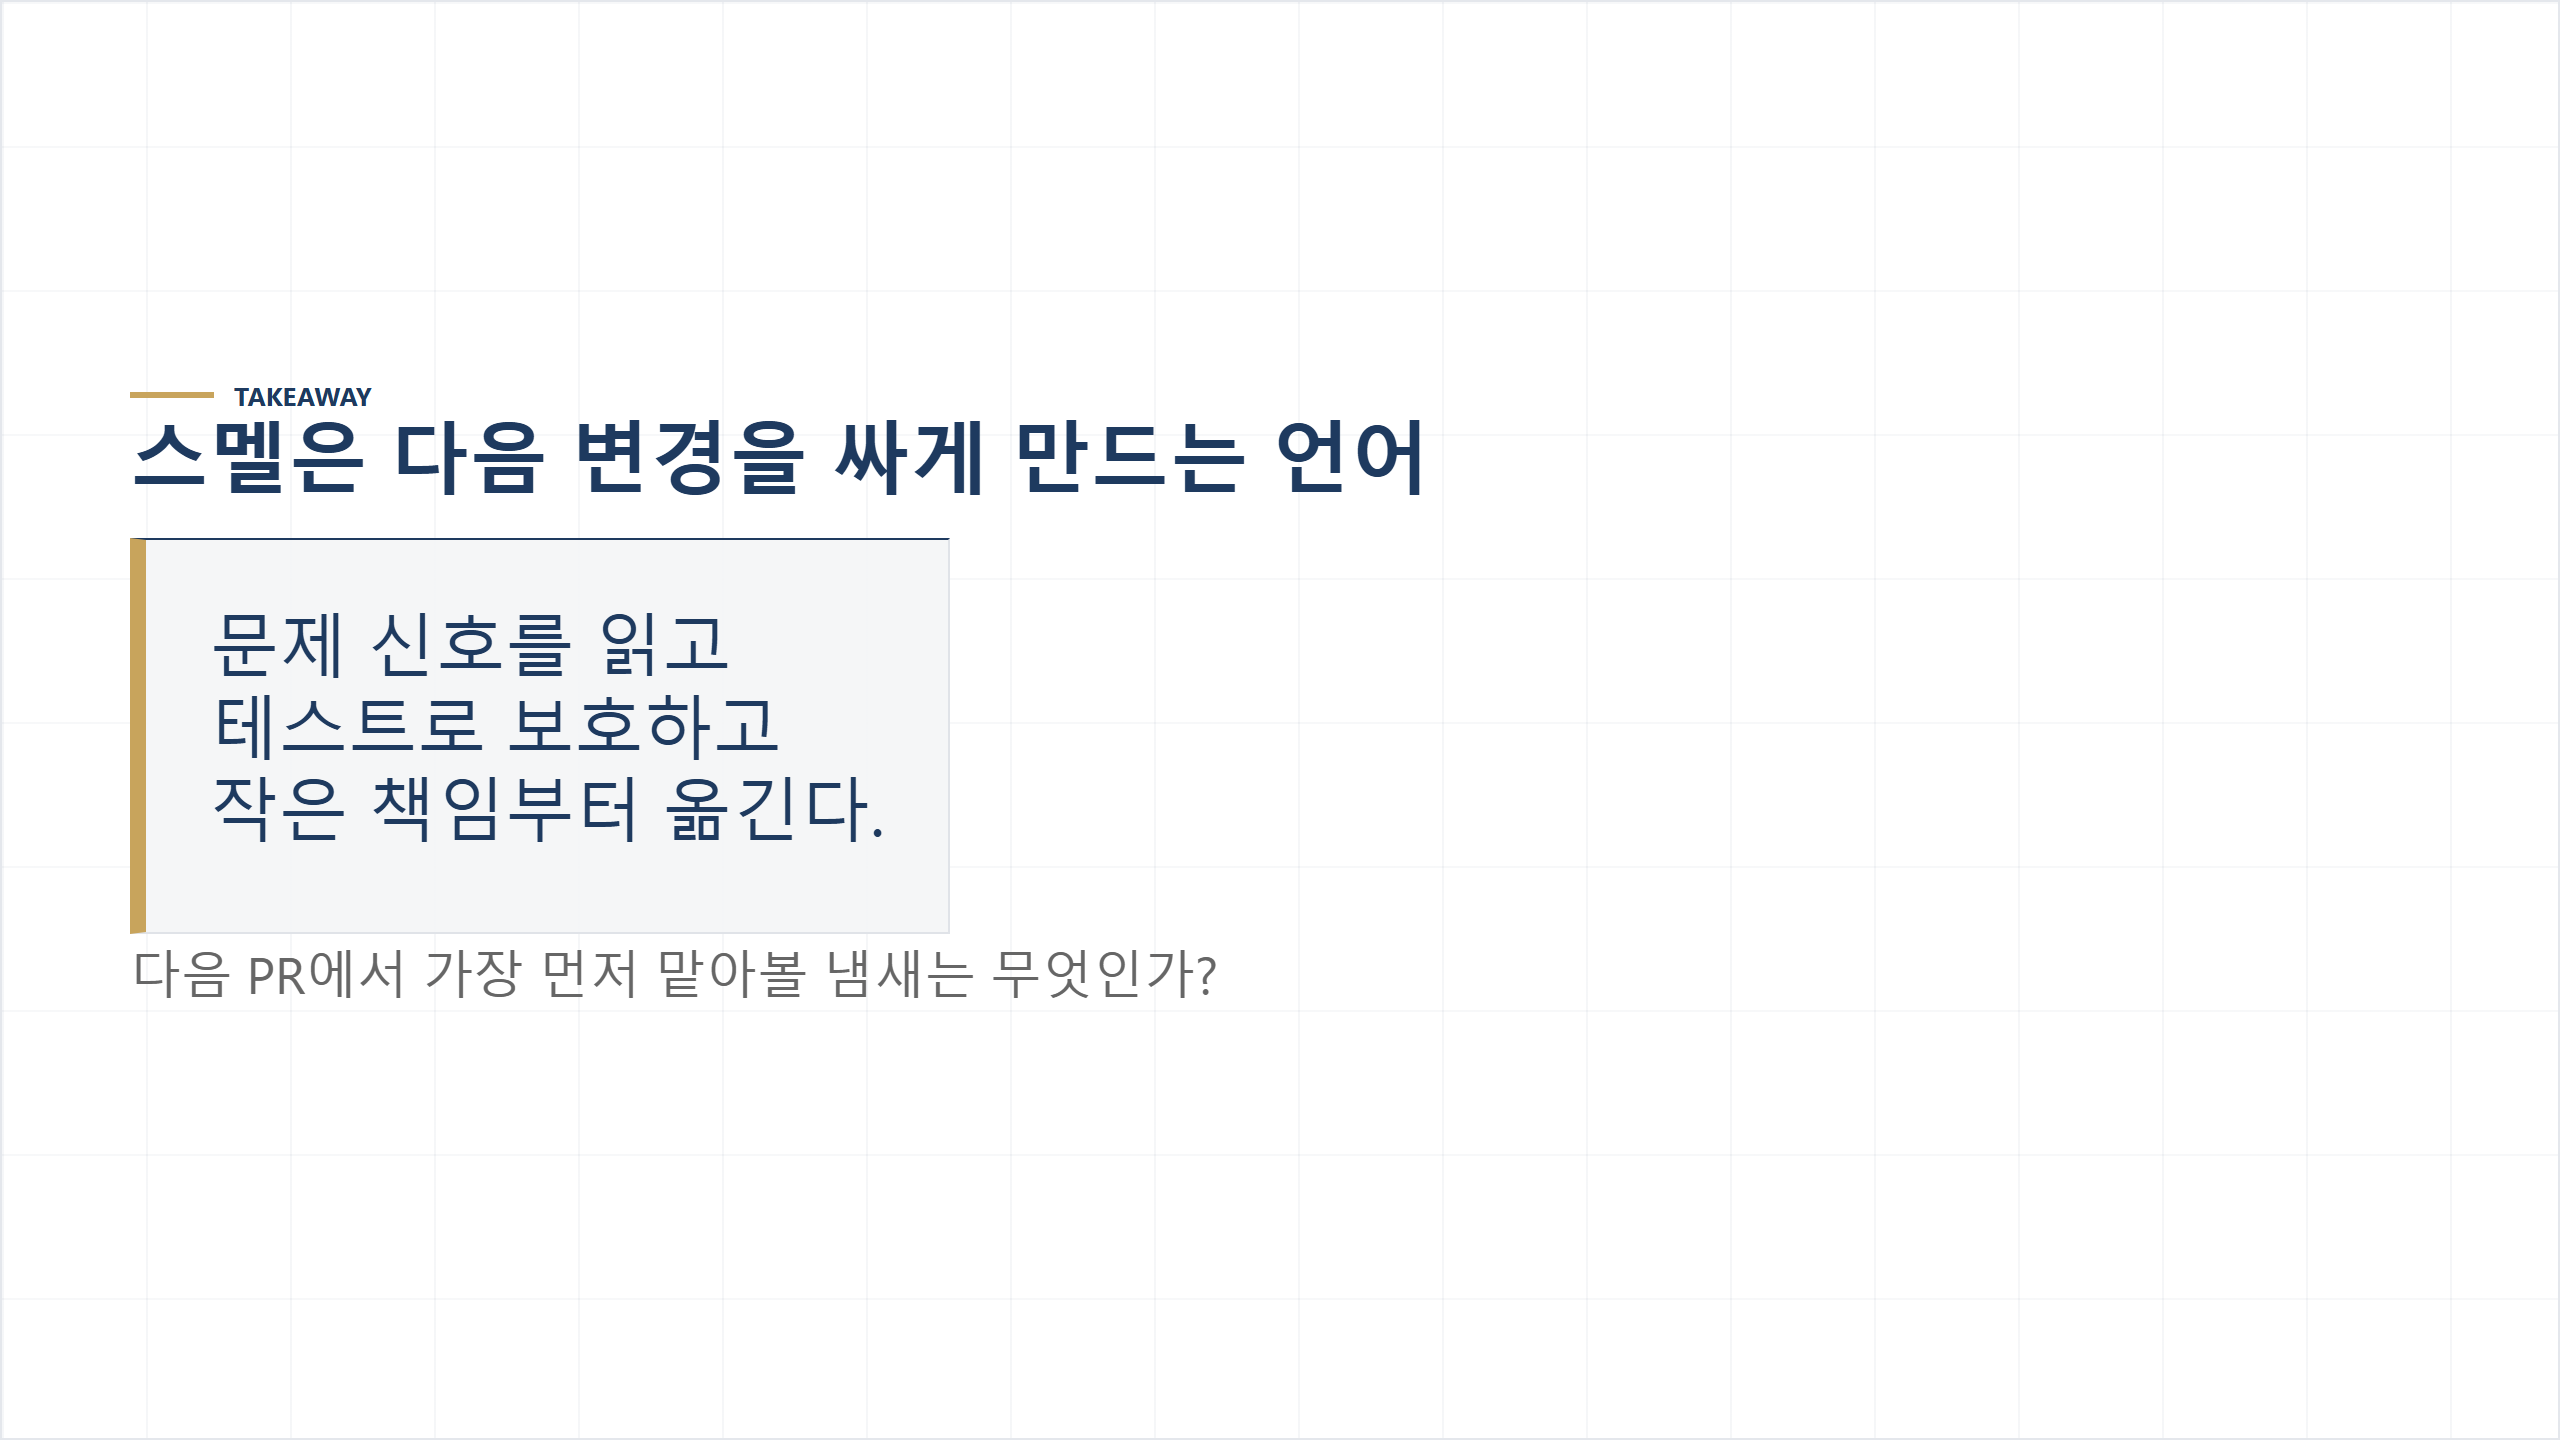 TAKEAWAY
스멜은 다음 변경을 싸게 만드는 언어
문제 신호를 읽고
테스트로 보호하고
작은 책임부터 옮긴다.
다음 PR에서 가장 먼저 맡아볼 냄새는 무엇인가?